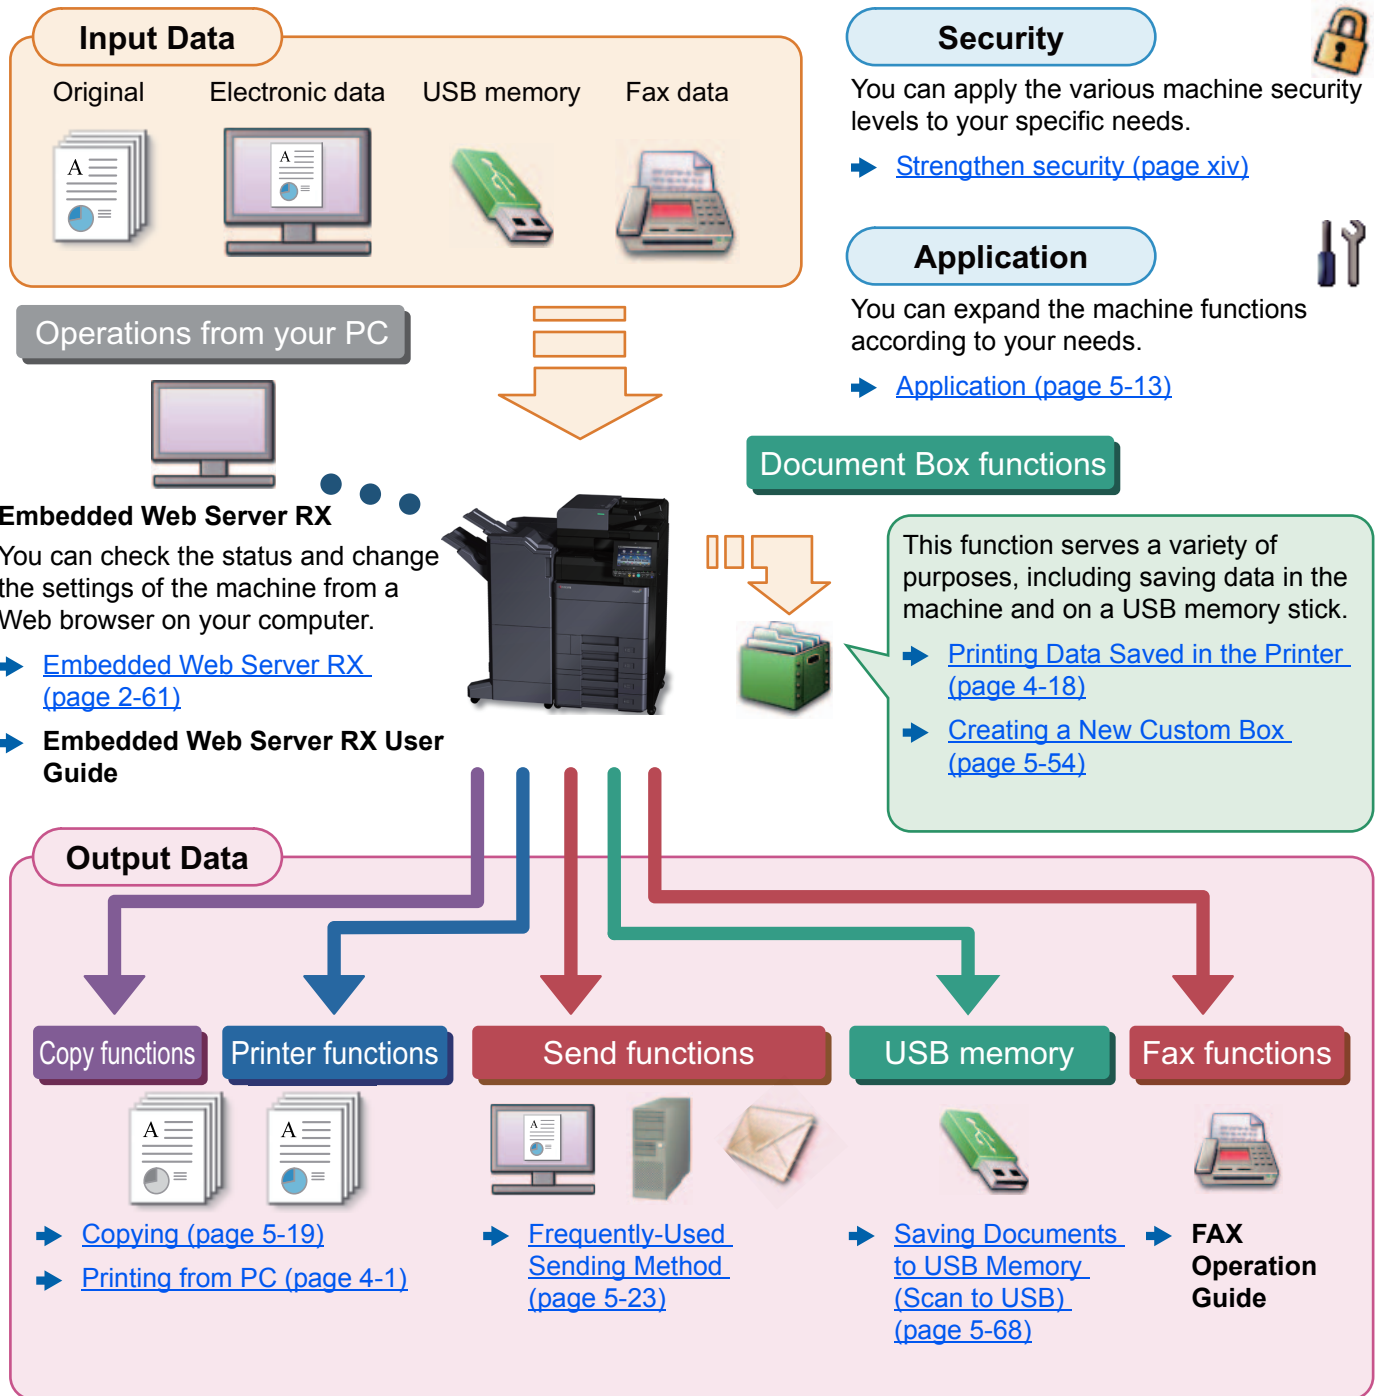 Input Data
Original
Electronic data
USB memory
Fax data
Security
You can apply the various machine security
levels to your specific needs.
Strengthen security (page xiv)
Application
You can expand the machine functions
according to your needs.
Application (page 5-13)
Operations from your PC
Embedded Web Server RX
You can check the status and change
the settings of the machine from a
Web browser on your computer.
Embedded Web Server RX
(page 2-61)
Embedded Web Server RX User
Guide
Document Box functions
This function serves a variety of
purposes, including saving data in the
machine and on a USB memory stick.
Printing Data Saved in the Printer
(page 4-18)
Creating a New Custom Box
(page 5-54)
Output Data
Copy functions
Printer functions
Send functions
USB memory
Fax functions
A
A
A
A
A
Copying (page 5-19)
Printing from PC (page 4-1)
Frequently-Used
Sending Method
(page 5-23)
Saving Documents
to USB Memory
(Scan to USB)
(page 5-68)
FAX
Operation
Guide